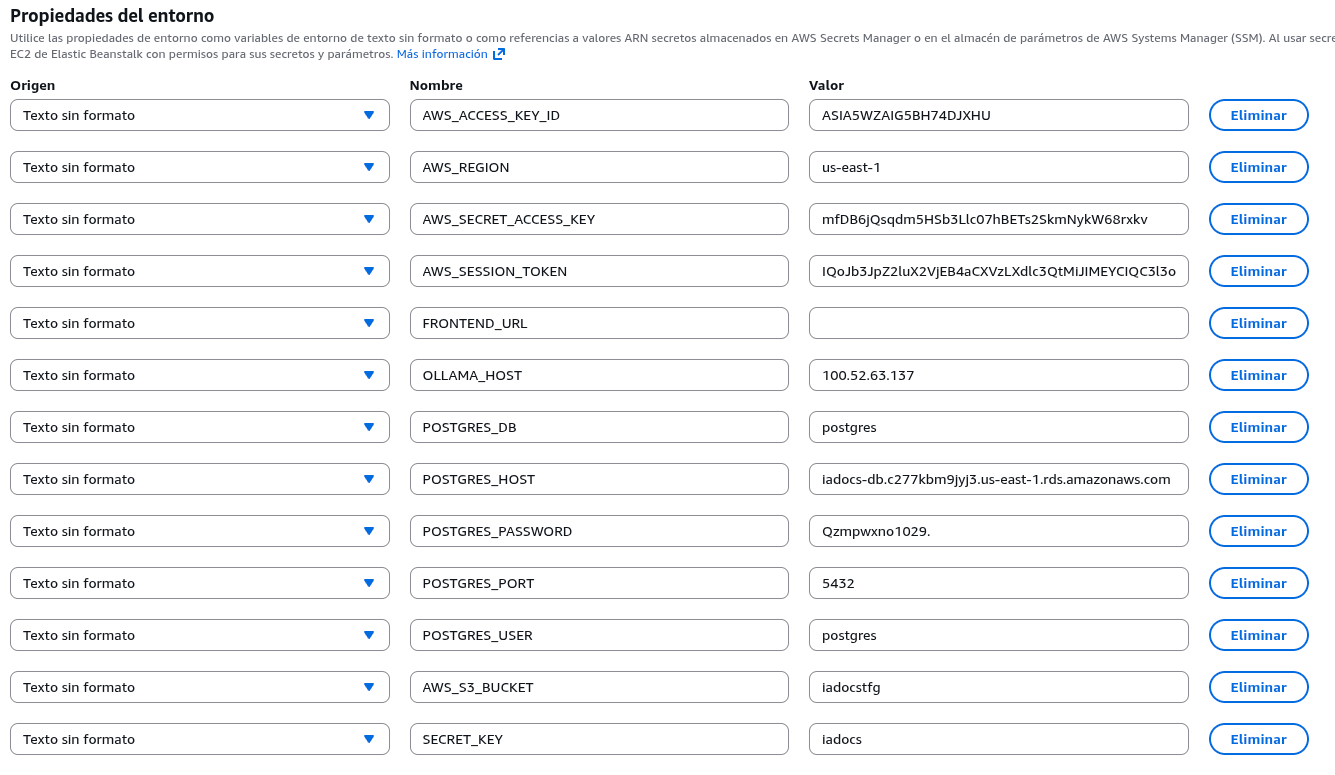 Propiedades del entorno
Utilice las propiedades de entorno como variables de entorno de texto sin formato o como referencias a valores ARN secretos almacenados en AWS Secrets Manager o en el almacén de parámetros de AWS Systems Manager (SSM). Al usar secre
EC2 de Elastic Beanstalk con permisos para sus secretos y parámetros. Más información
Origen Nombre Valor
Texto sin formato AWS_ACCESS_KEY_ID ASIA5WZAIG5BH74DJXHU Eliminar
Texto sin formato AWS_REGION us-east-1 Eliminar
Texto sin formato AWS_SECRET_ACCESS_KEY mfDB6jQsqdm5HSb3Llc07hBETs2SkmNykW68rxkv Eliminar
Texto sin formato AWS_SESSION_TOKEN IQoJb3JpZ2luX2VjEB4aCXVzLXdlc3QtMiJIMEYCIQC3l3o Eliminar
Texto sin formato FRONTEND_URL Eliminar
Texto sin formato OLLAMA_HOST 100.52.63.137 Eliminar
Texto sin formato POSTGRES_DB postgres Eliminar
Texto sin formato POSTGRES_HOST iadocs-db.c277kbm9jyj3.us-east-1.rds.amazonaws.com Eliminar
Texto sin formato POSTGRES_PASSWORD Qzmpwxno1029. Eliminar
Texto sin formato POSTGRES_PORT 5432 Eliminar
Texto sin formato POSTGRES_USER postgres Eliminar
Texto sin formato AWS_S3_BUCKET iadocstfg Eliminar
Texto sin formato SECRET_KEY iadocs Eliminar